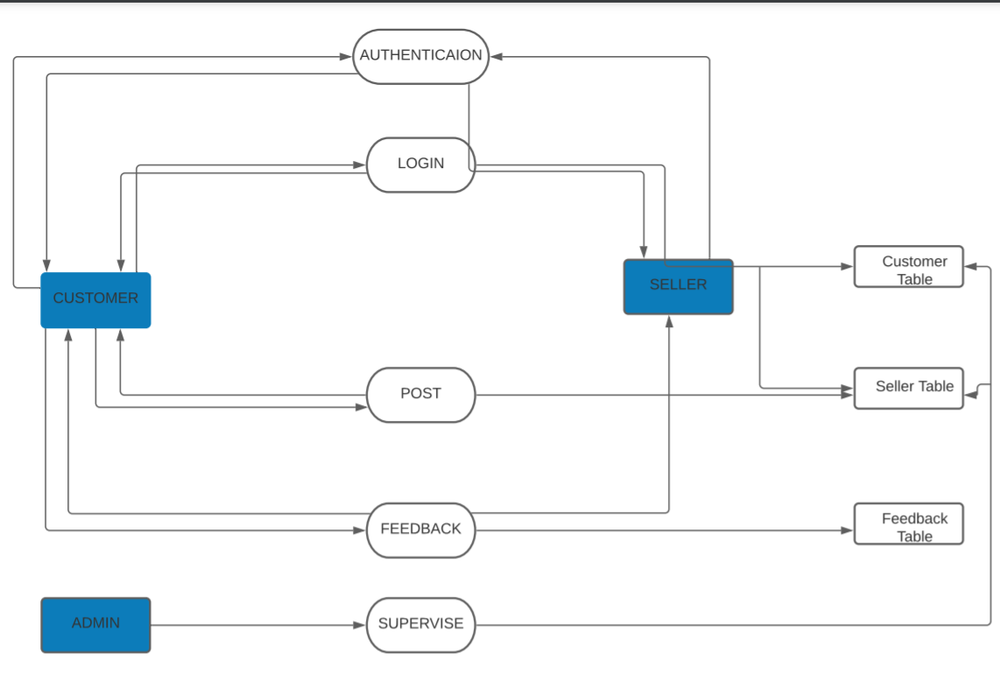 AUTHENTICAION
LOGIN
CUSTOMER
SELLER
Customer
Table
POST
Seller Table
FEEDBACK
Feedback
Table
ADMIN
SUPERVISE